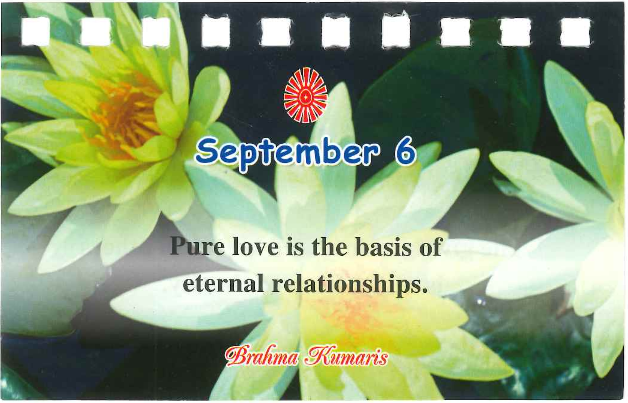 September 6
Pure love is the basis of
eternal relationships.
Brahma Kumaris